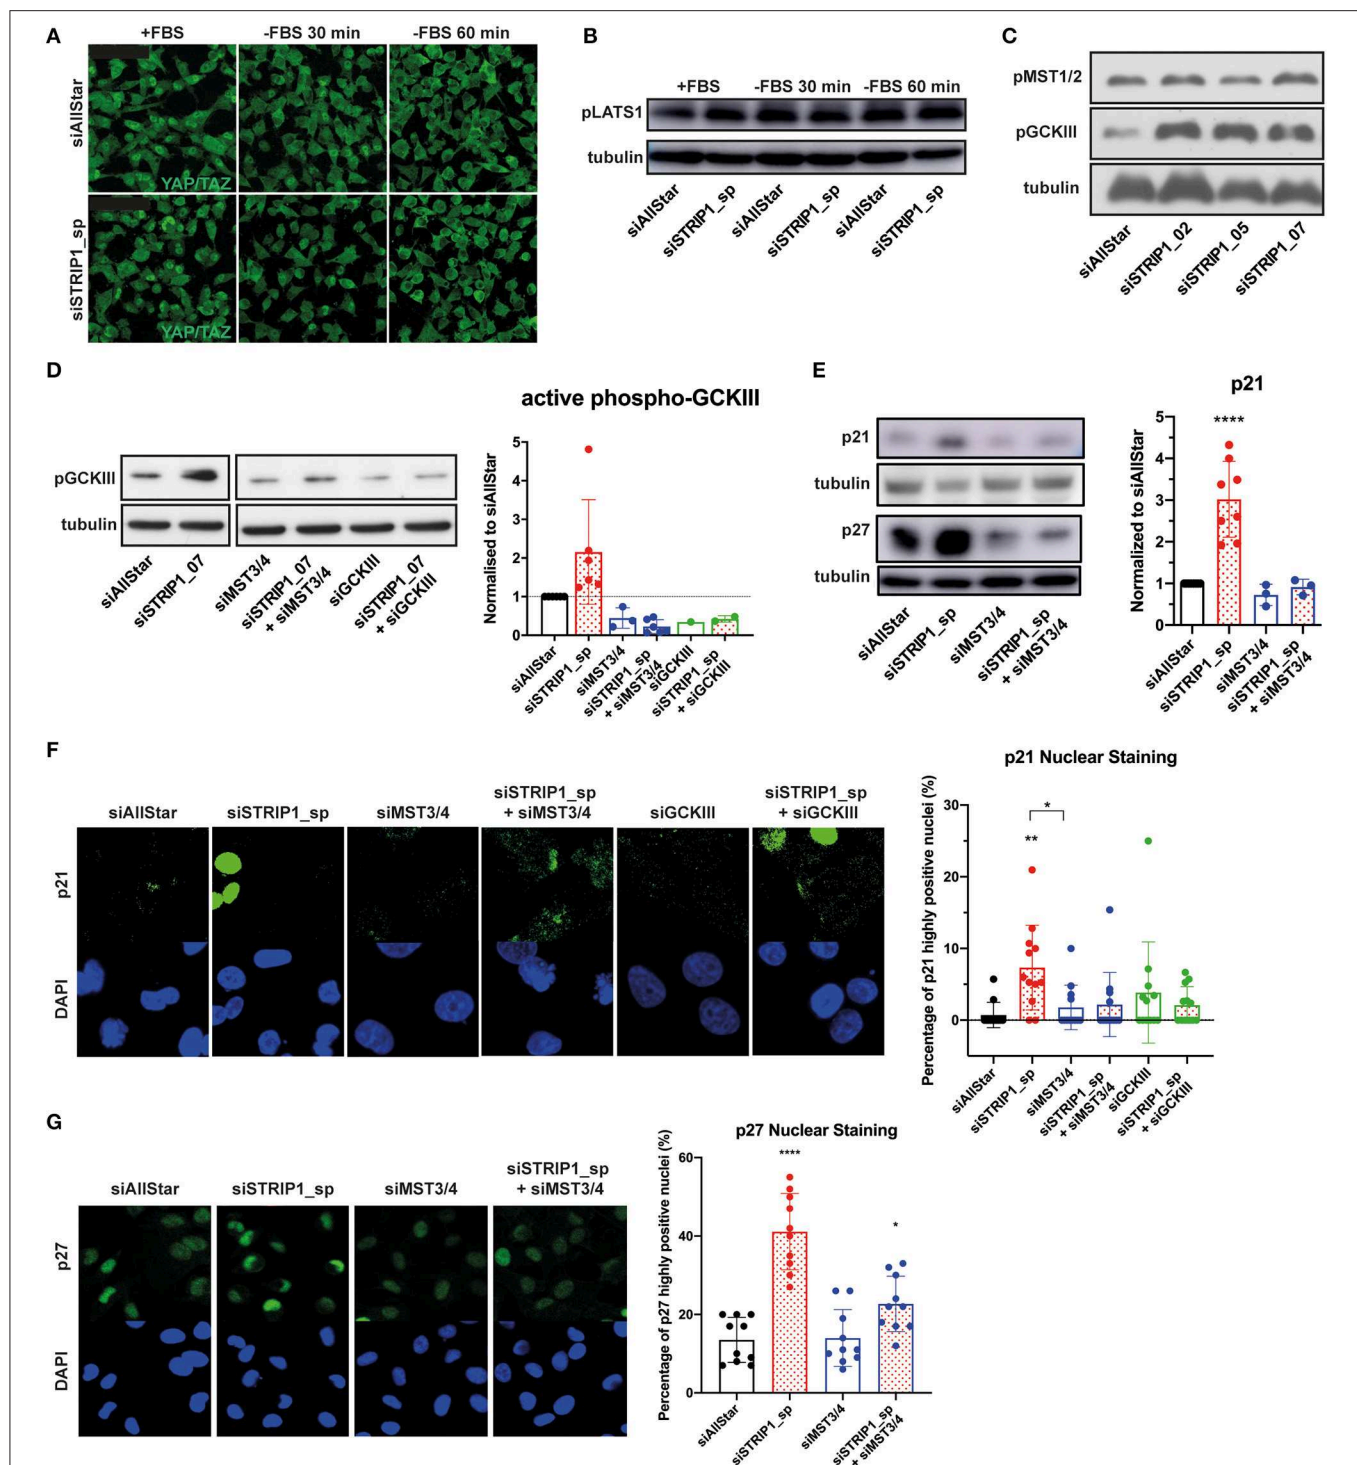 A
+FBS
-FBS 30 min
-FBS 60 min
siAllStar
YAP/TAZ
siSTRIP1_sp
YAP/TAZ
B
+FBS
-FBS 30 min
-FBS 60 min
pLATS1
tubulin
siAllStar
siSTRIP1_sp
siAllStar
siSTRIP1_sp
siAllStar
siSTRIP1_sp
C
pMST1/2
pGCKIII
tubulin
siAllStar
siSTRIP1_02
siSTRIP1_05
siSTRIP1_07
D
pGCKIII
tubulin
siAllStar
siSTRIP1_07
siMST3/4
siSTRIP1_07
+ siMST3/4
siGCKIII
siSTRIP1_07
+ siGCKIII
active phospho-GCKIII
Normalised to siAllStar
5
4
3
2
1
0
siAllStar
siSTRIP1_sp
siMST3/4
siSTRIP1_sp
+ siMST3/4
siGCKIII
siSTRIP1_sp
+ siGCKIII
E
p21
tubulin
p27
tubulin
siAllStar
siSTRIP1_sp
siMST3/4
siSTRIP1_sp
+ siMST3/4
p21
Normalized to siAllStar
5
4
3
2
1
0
****
siAllStar
siSTRIP1_sp
siMST3/4
siSTRIP1_sp
+ siMST3/4
F
siAllStar
siSTRIP1_sp
siMST3/4
siSTRIP1_sp
+ siMST3/4
siGCKIII
siSTRIP1_sp
+ siGCKIII
p21
DAPI
p21 Nuclear Staining
Percentage of p21 highly positive nuclei (%)
30
20
10
0
*
**
siAllStar
siSTRIP1_sp
siMST3/4
siSTRIP1_sp
+ siMST3/4
siGCKIII
siSTRIP1_sp
+ siGCKIII
G
siAllStar
siSTRIP1_sp
siMST3/4
siSTRIP1_sp
+ siMST3/4
p27
DAPI
p27 Nuclear Staining
Percentage of p27 highly positive nuclei (%)
60
40
20
0
****
*
siAllStar
siSTRIP1_sp
siMST3/4
siSTRIP1_sp
+ siMST3/4